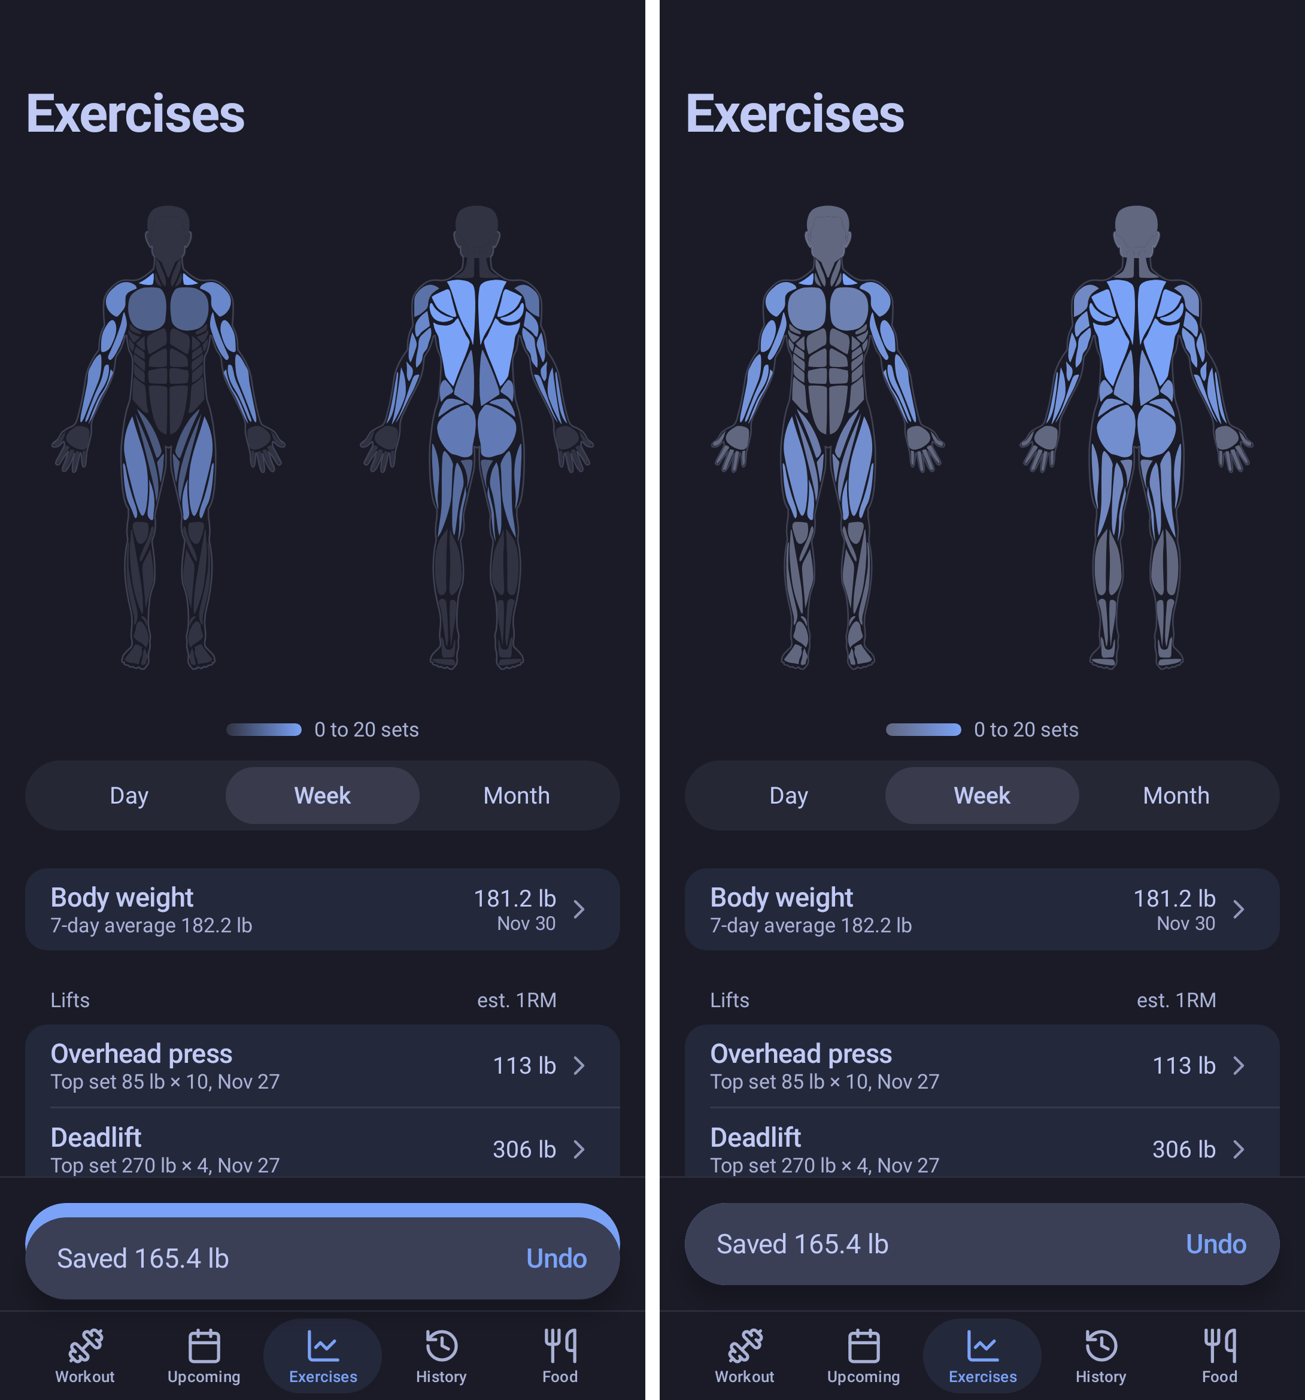 Exercises
0 to 20 sets
Day Week Month
Body weight 181.2 lb
7-day average 182.2 lb Nov 30
Lifts est. 1RM
Overhead press 113 lb
Top set 85 lb × 10, Nov 27
Deadlift 306 lb
Top set 270 lb × 4, Nov 27
Saved 165.4 lb Undo
Workout Upcoming Exercises History Food
Exercises
0 to 20 sets
Day Week Month
Body weight 181.2 lb
7-day average 182.2 lb Nov 30
Lifts est. 1RM
Overhead press 113 lb
Top set 85 lb × 10, Nov 27
Deadlift 306 lb
Top set 270 lb × 4, Nov 27
Saved 165.4 lb Undo
Workout Upcoming Exercises History Food